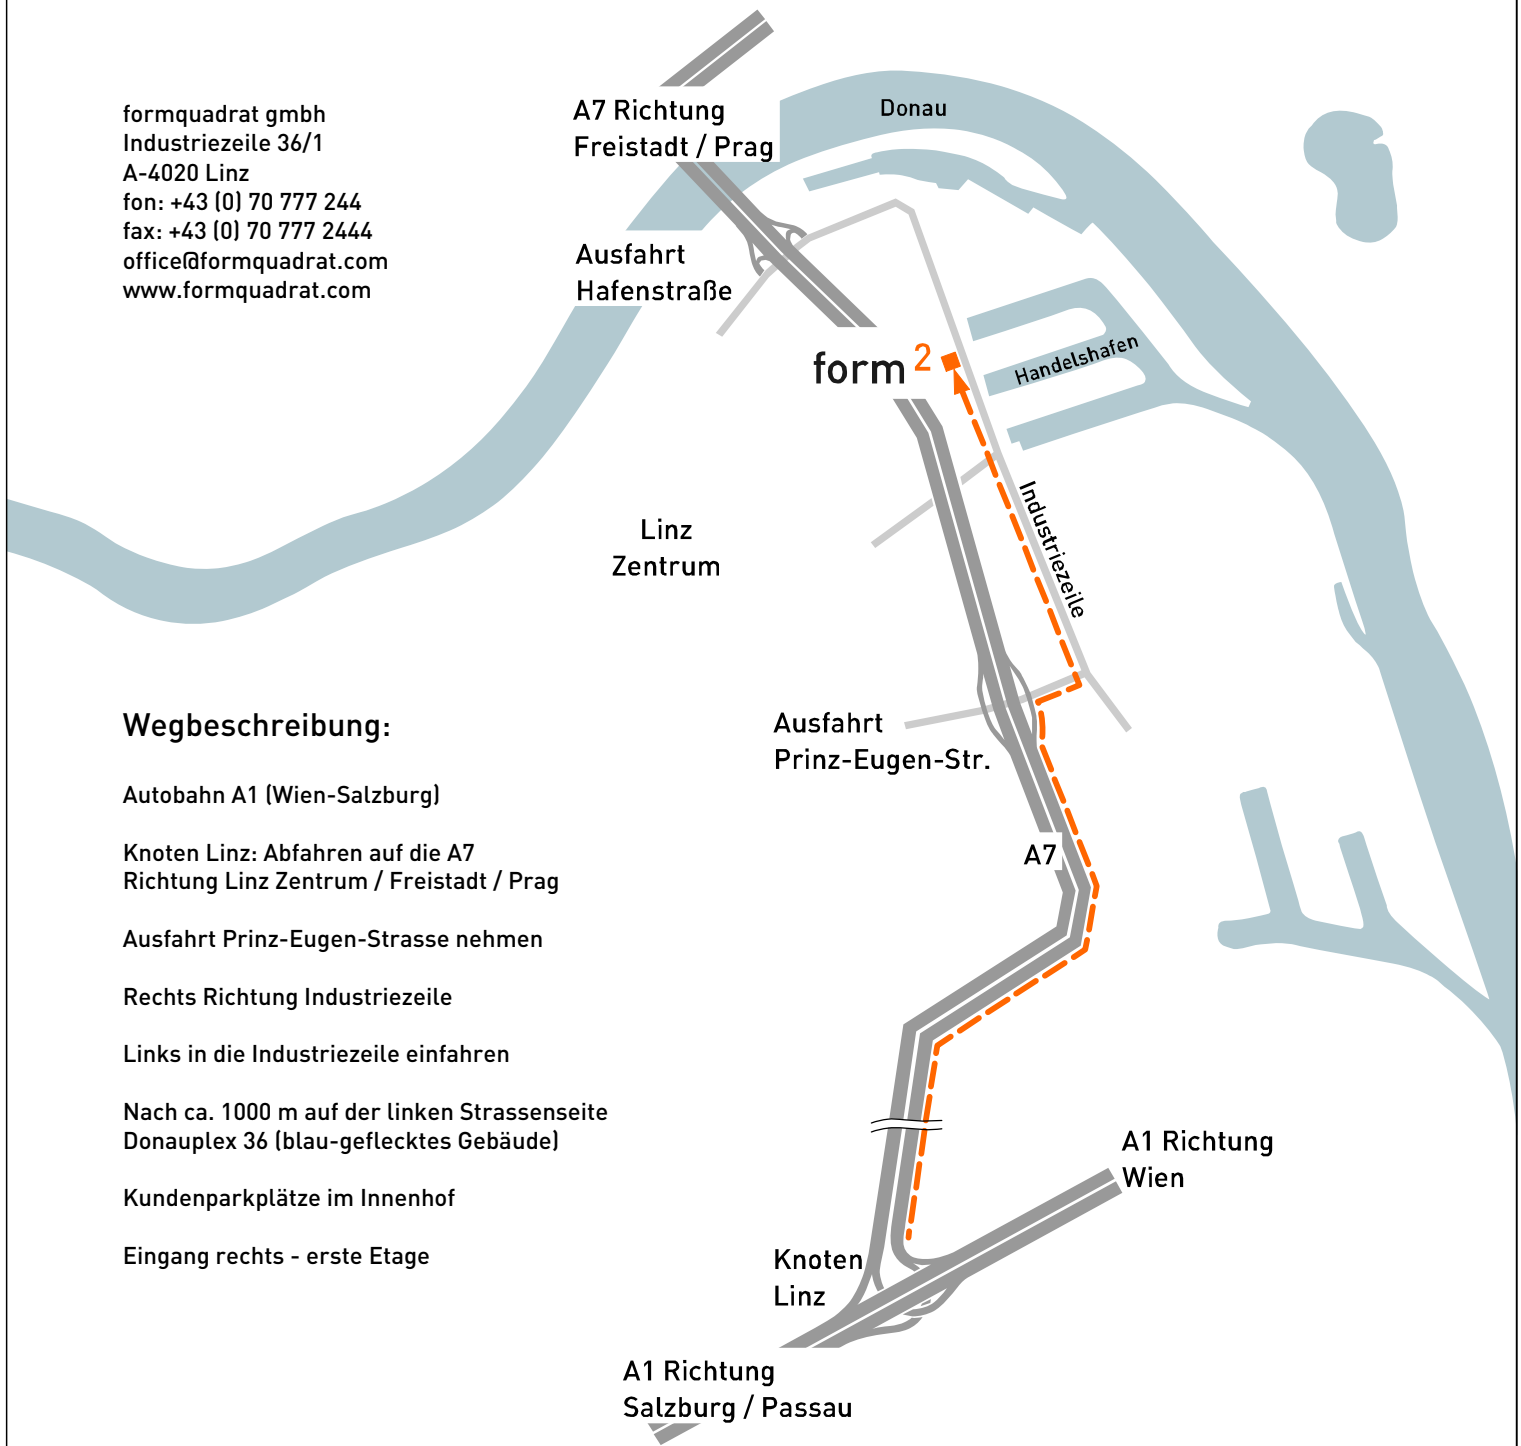 formquadrat gmbh
Industriezeile 36/1
A-4020 Linz
fon: +43 (0) 70 777 244
fax: +43 (0) 70 777 2444
office@formquadrat.com
www.formquadrat.com
A7 Richtung
Freistadt / Prag
Donau
Ausfahrt
Hafenstraße
form2
Handelshafen
Industriezeile
Linz
Zentrum
Ausfahrt
Prinz-Eugen-Str.
A7
Wegbeschreibung:
Autobahn A1 (Wien-Salzburg)
Knoten Linz: Abfahren auf die A7
Richtung Linz Zentrum / Freistadt / Prag
Ausfahrt Prinz-Eugen-Strasse nehmen
Rechts Richtung Industriezeile
Links in die Industriezeile einfahren
Nach ca. 1000 m auf der linken Strassenseite
Donauplex 36 (blau-geflecktes Gebäude)
Kundenparkplätze im Innenhof
Eingang rechts - erste Etage
A1 Richtung
Wien
Knoten
Linz
A1 Richtung
Salzburg / Passau